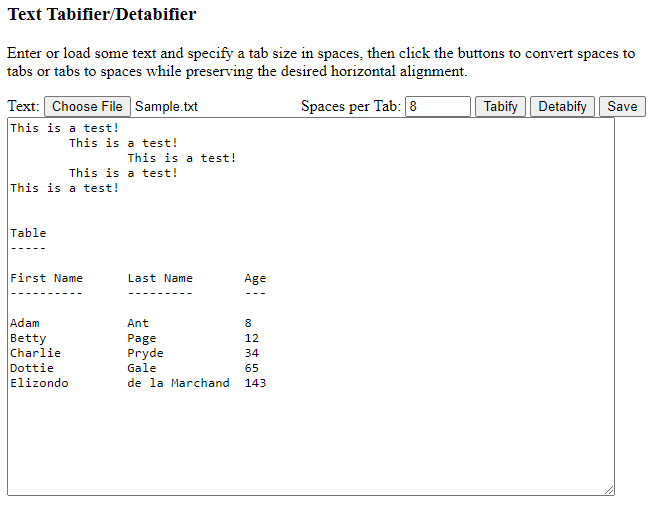 Text Tabifier/Detabifier
Enter or load some text and specify a tab size in spaces, then click the buttons to convert spaces to
tabs or tabs to spaces while preserving the desired horizontal alignment.
Text: Choose File Sample.txt Spaces per Tab: 8 Tabify Detabify Save
This is a test!
        This is a test!
                This is a test!
        This is a test!
This is a test!
Table
-----
First Name      Last Name       Age
----------      ---------       ---
Adam            Ant             8
Betty           Page            12
Charlie         Pryde           34
Dottie          Gale            65
Elizondo        de la Marchand  143